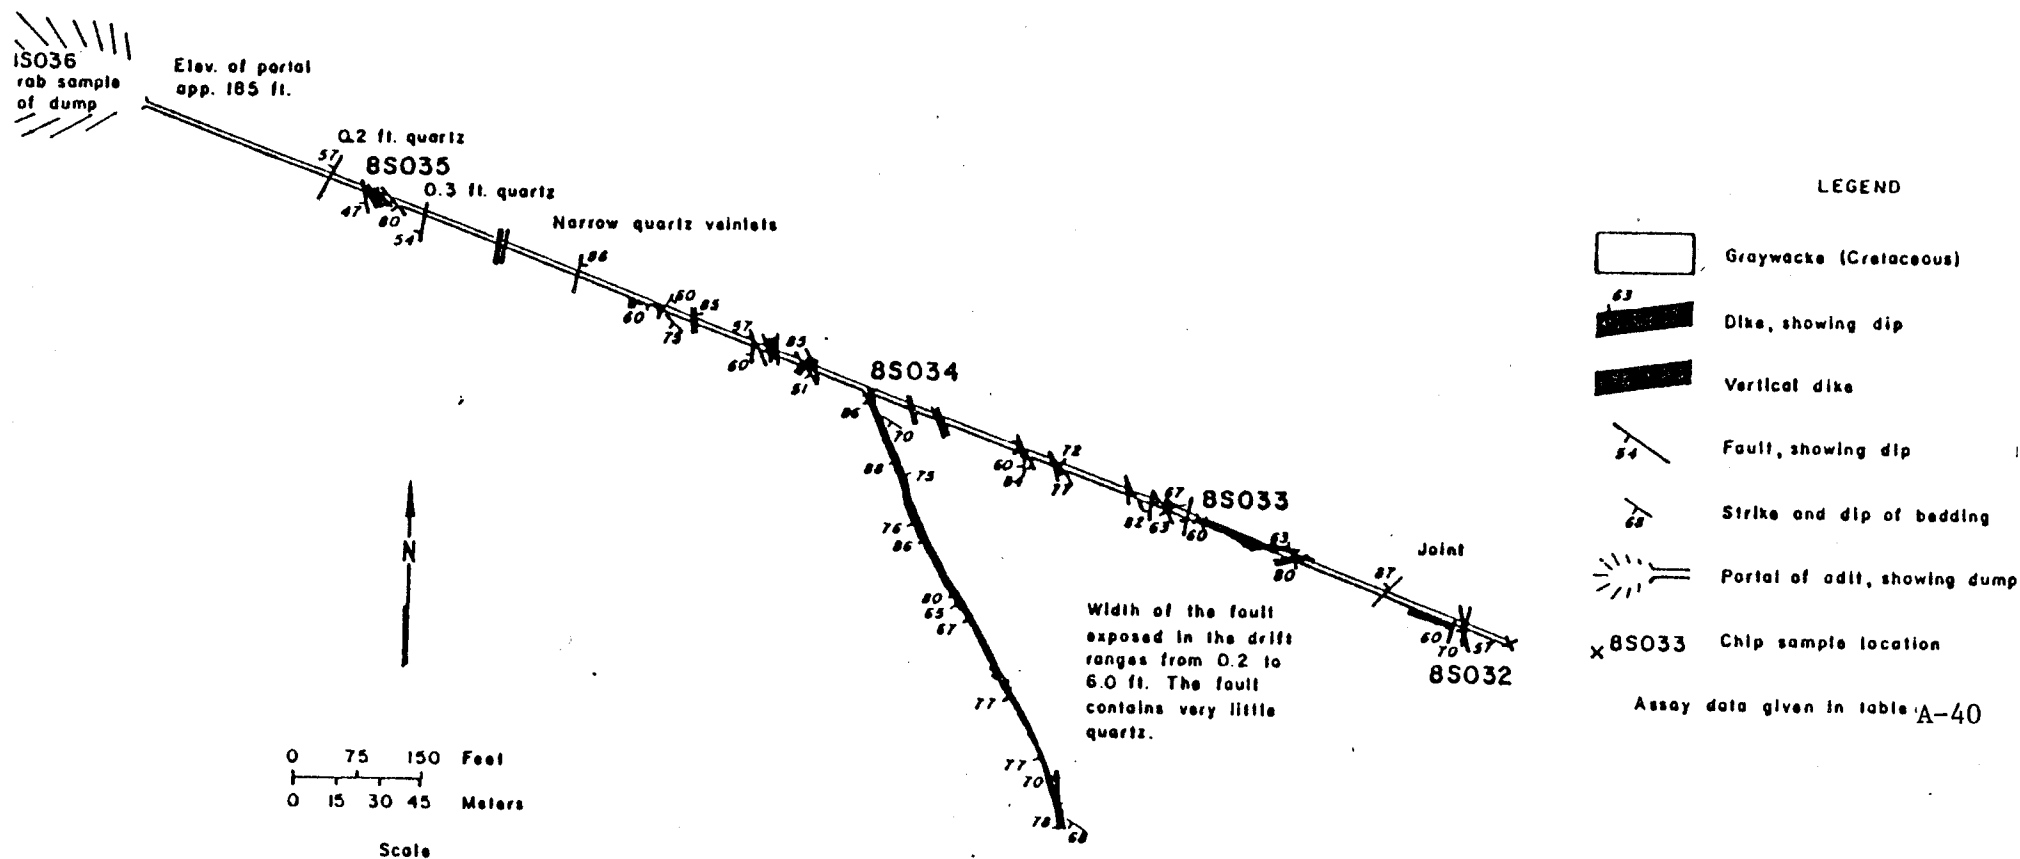 1S036
rab sample
of dump
Elev. of portal
app. 185 ft.
0.2 ft. quartz
57
8S035
0.3 ft. quartz
47
80
54
Narrow quartz veinlets
86
60
60
75
85
57
60
85
51
8S034
86
70
88
75
76
86
80
65
67
77
77
70
78
68
60
84
72
77
82
63
67
60
8S033
63
80
Joint
87
60
70
57
8S032
Width of the fault
exposed in the drift
ranges from 0.2 to
6.0 ft. The fault
contains very little
quartz.
N
0 75 150 Feet
0 15 30 45 Meters
Scale
LEGEND
Graywacke (Cretaceous)
63
Dike, showing dip
Vertical dike
54
Fault, showing dip
68
Strike and dip of bedding
Portal of adit, showing dump
x 8S033 Chip sample location
Assay data given in table A-40